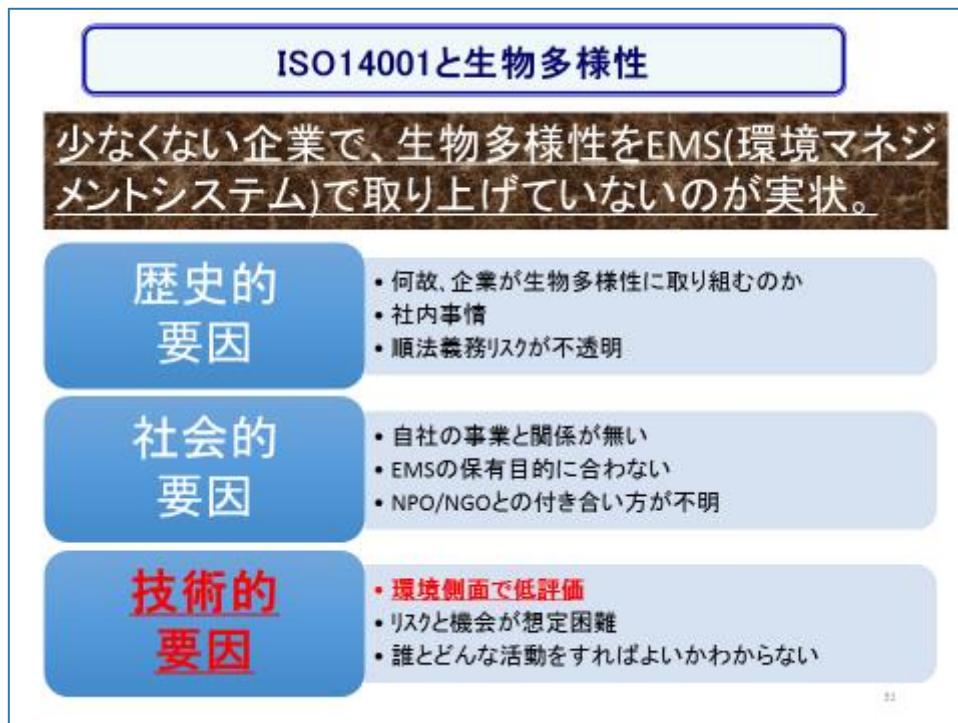 ISO14001と生物多様性
少なくない企業で、生物多様性をEMS(環境マネジ
メントシステム)で取り上げていないのが実状。
歴史的
要因
• 何故、企業が生物多様性に取り組むのか
• 社内事情
• 順法義務リスクが不透明
社会的
要因
• 自社の事業と関係が無い
• EMSの保有目的に合わない
• NPO/NGOとの付き合い方が不明
技術的
要因
• 環境側面で低評価
• リスクと機会が想定困難
• 誰とどんな活動をすればよいかわからない